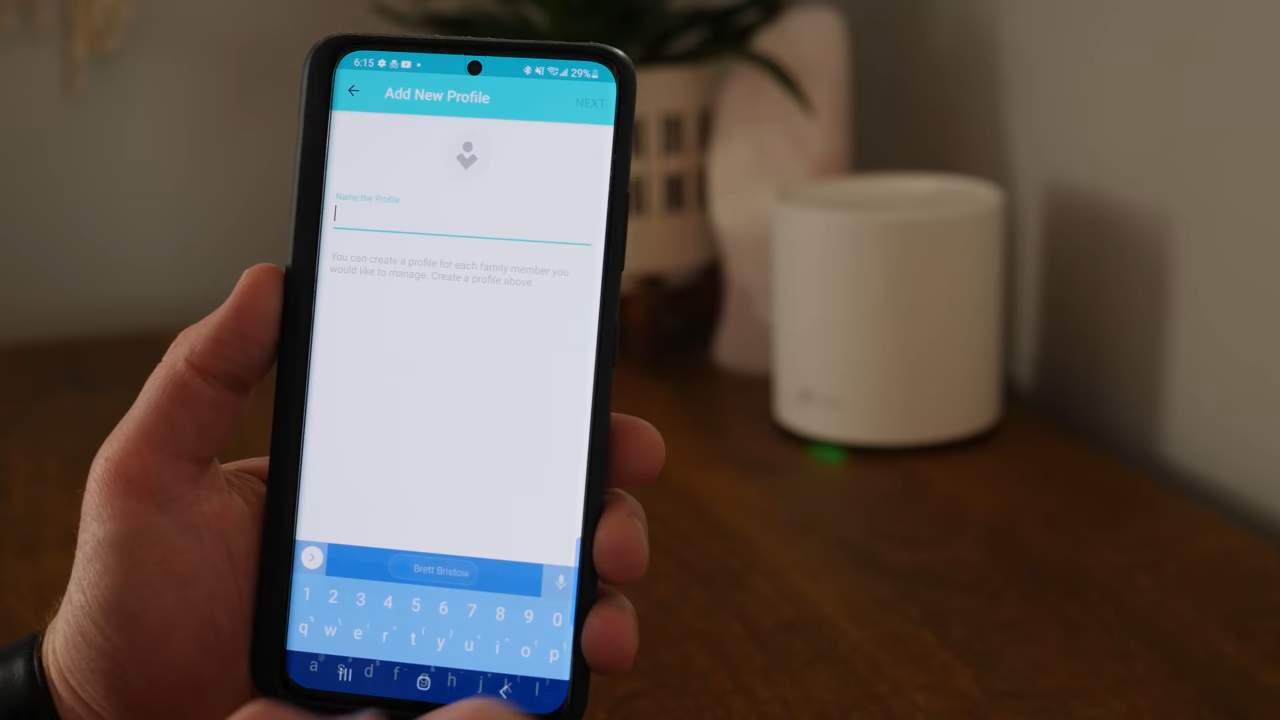 6:15 29%
Add New Profile NEXT
Name the Profile
You can create a profile for each family member you
would like to manage. Create a profile above.
Brett Bristow
1 2 3 4 5 6 7 8 9 0
q w e r t y u i o p
a s d f g h j k l